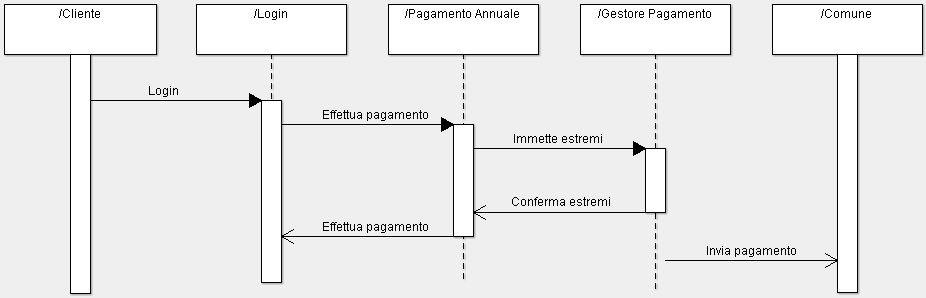 /Cliente
/Login
/Pagamento Annuale
/Gestore Pagamento
/Comune
Login
Effettua pagamento
Immette estremi
Conferma estremi
Effettua pagamento
Invia pagamento